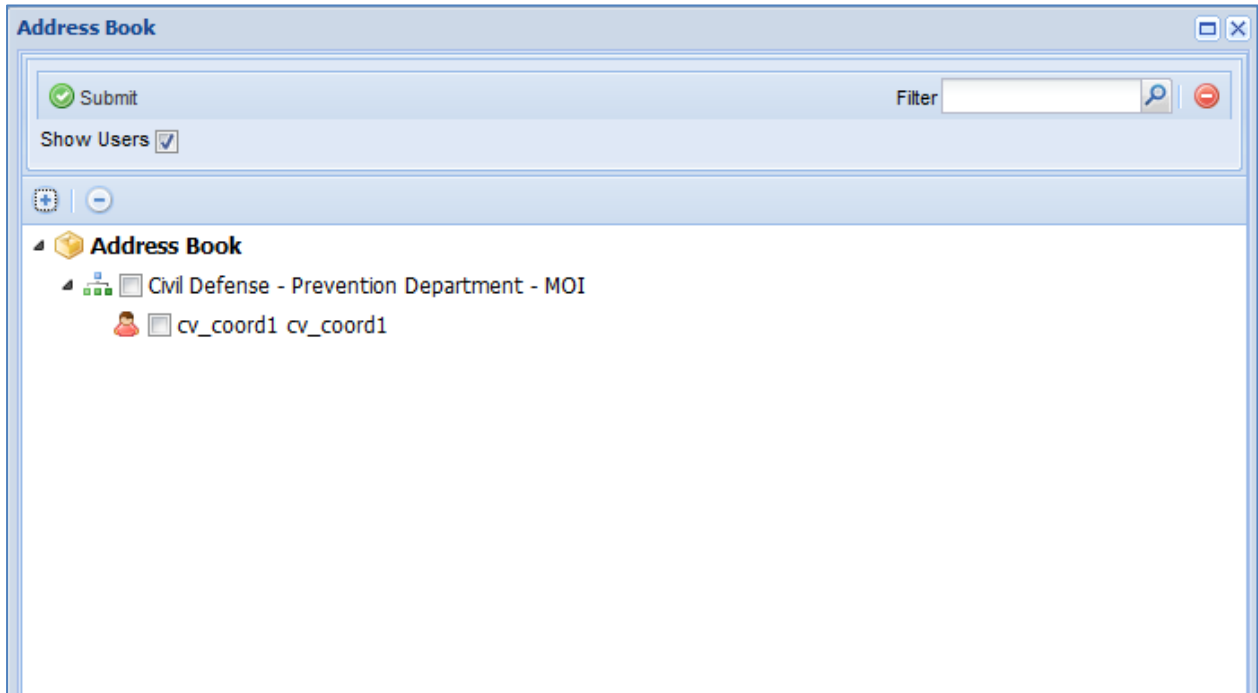 Address Book
Submit Filter
Show Users
Address Book
Civil Defense - Prevention Department - MOI
cv_coord1 cv_coord1